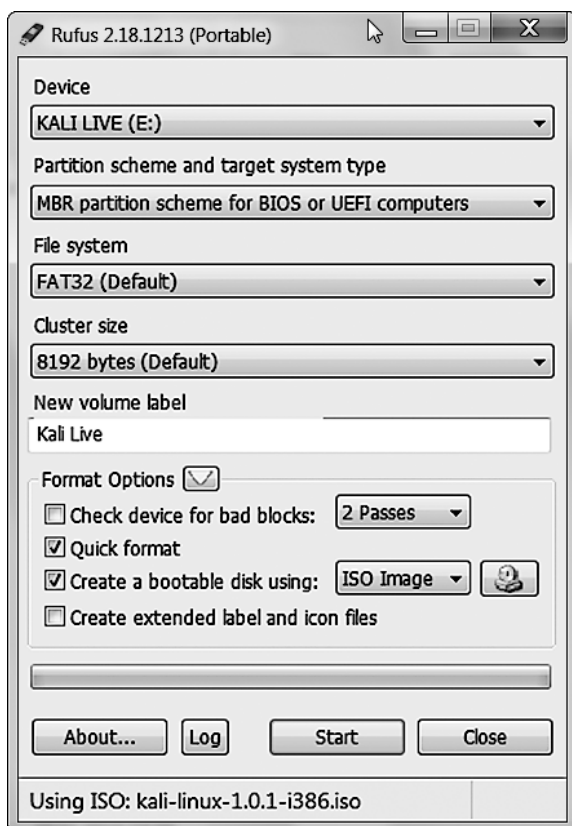 Rufus 2.18.1213 (Portable)
Device
KALI LIVE (E:)
Partition scheme and target system type
MBR partition scheme for BIOS or UEFI computers
File system
FAT32 (Default)
Cluster size
8192 bytes (Default)
New volume label
Kali Live
Format Options
Check device for bad blocks: 2 Passes
Quick format
Create a bootable disk using: ISO Image
Create extended label and icon files
About... Log Start Close
Using ISO: kali-linux-1.0.1-i386.iso